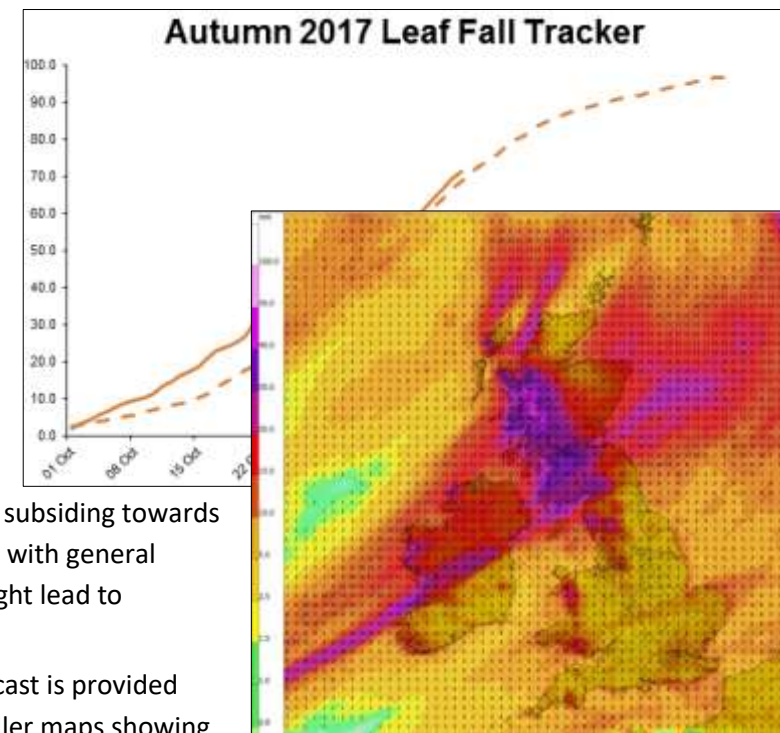 Autumn 2017 Leaf Fall Tracker
100.0
90.0
80.0
70.0
60.0
50.0
40.0
30.0
20.0
10.0
0.0
01 Oct
08 Oct
15 Oct
22
subsiding towards
with general
ght lead to
cast is provided
ller maps showing